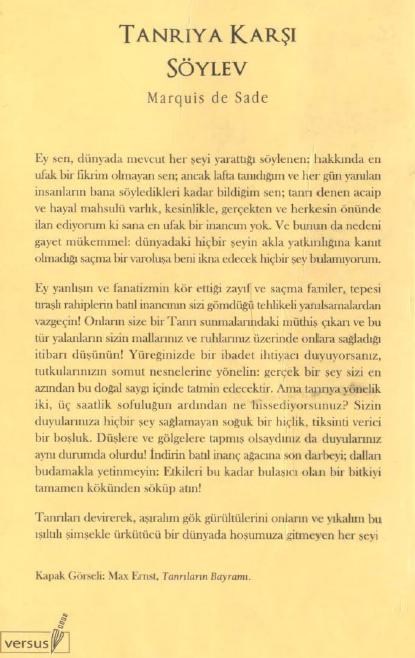 TANRIYA KARŞI
SÖYLEV
Marquis de Sade
Ey sen, dünyada mevcut her şeyi yarattığı söylenen; hakkında en
ufak bir fikrim olmayan sen; ancak lafta tanıdığım ve her gün yanılan
insanların bana söyledikleri kadar bildiğim sen; tanrı denen acaip
ve hayal mahsulü varlık, kesinlikle, gerçekten ve herkesin önünde
ilan ediyorum ki sana en ufak bir inancım yok. Ve bunun da nedeni
gayet mükemmel: dünyadaki hiçbir şeyin akla yatkınlığına kanıt
olmadığı saçma bir varoluşa beni ikna edecek hiçbir şey bulamıyorum.
Ey yanlışın ve fanatizmin kör ettiği zayıf ve saçma faniler, tepesi
tıraşlı rahiplerin batıl inancının sizi gömdüğü tehlikeli yanılsamalardan
vazgeçin! Onların size bir Tanrı sunmalarındaki müthiş çıkarı ve bu
tür yalanların sizin mallarınız ve ruhlarınız üzerinde onlara sağladığı
itibarı düşünün! Yüreğinizde bir ibadet ihtiyacı duyuyorsanız,
tutkularınızın somut nesnelerine yönelin: gerçek bir şey sizi en
azından bu doğal saygı içinde tatmin edecektir. Ama tanrıya yönelik
iki, üç saatlik sofuluğun ardından ne hissediyorsunuz? Sizin
duyularınıza hiçbir şey sağlamayan soğuk bir hiçlik, tiksinti verici
bir boşluk. Düşlere ve gölgelere tapmış olsaydınız da duyularınız
aynı durumda olurdu! İndirin batıl inanç ağacına son darbeyi; dalları
budamakla yetinmeyin: Etkileri bu kadar bulaşıcı olan bir bitkiyi
tamamen kökünden söküp atın!
Tanrıları devirerek, aşıralım gök gürültülerini onların ve yıkalım bu
ışıltılı şimşekle ürkütücü bir dünyada hoşumuza gitmeyen her şeyi
Kapak Görseli: Max Ernst, Tanrıların Bayramı.
versus